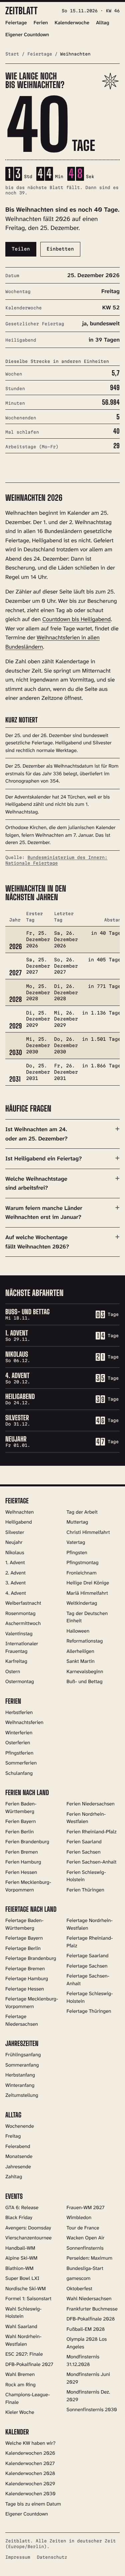 ZEITBLATT
So 15.11.2026 · KW 46
Feiertage Ferien Kalenderwoche Alltag
Eigener Countdown
Start / Feiertage / Weihnachten
WIE LANGE NOCH
BIS WEIHNACHTEN?
40 TAGE
13 Std 44 Min 48 Sek
bis das nächste Blatt fällt. Dann sind es
noch 39.
Bis Weihnachten sind es noch 40 Tage.
Weihnachten fällt 2026 auf einen
Freitag, den 25. Dezember.
Teilen
Einbetten
Datum 25. Dezember 2026
Wochentag Freitag
Kalenderwoche KW 52
Gesetzlicher Feiertag ja, bundesweit
Heiligabend in 39 Tagen
Dieselbe Strecke in anderen Einheiten
Wochen 5,7
Stunden 949
Minuten 56.984
Wochenenden 5
Mal schlafen 40
Arbeitstage (Mo–Fr) 29
WEIHNACHTEN 2026
Weihnachten beginnt im Kalender am 25.
Dezember. Der 1. und der 2. Weihnachtstag
sind in allen 16 Bundesländern gesetzliche
Feiertage. Heiligabend ist es nicht. Gefeiert
wird in Deutschland trotzdem vor allem am
Abend des 24. Dezember. Dann ist
Bescherung, und die Läden schließen in der
Regel um 14 Uhr.
Der Zähler auf dieser Seite läuft bis zum 25.
Dezember um 0 Uhr. Wer bis zur Bescherung
rechnet, zieht einen Tag ab oder schaut
gleich auf den Countdown bis Heiligabend.
Wer vor allem auf freie Tage wartet, findet die
Termine der Weihnachtsferien in allen
Bundesländern.
Die Zahl oben zählt Kalendertage in
deutscher Zeit. Sie springt um Mitternacht
um, nicht irgendwann am Vormittag, und sie
stimmt auch dann, wenn du die Seite aus
einer anderen Zeitzone öffnest.
KURZ NOTIERT
Der 25. und der 26. Dezember sind bundesweit
gesetzliche Feiertage. Heiligabend und Silvester
sind rechtlich normale Werktage.
Der 25. Dezember als Weihnachtsdatum ist für Rom
erstmals für das Jahr 336 belegt, überliefert im
Chronographen von 354.
Der Adventskalender hat 24 Türchen, weil er bis
Heiligabend zählt und nicht bis zum 1.
Weihnachtstag.
Orthodoxe Kirchen, die dem julianischen Kalender
folgen, feiern Weihnachten am 7. Januar. Das ist
deren 25. Dezember.
Quelle: Bundesministerium des Innern:
Nationale Feiertage
WEIHNACHTEN IN DEN
NÄCHSTEN JAHREN
Jahr Erster Tag Letzter Tag
2026 Fr, 25. Dezember 2026 Sa, 26. Dezember 2026 in 40 Tage
2027 Sa, 25. Dezember 2027 So, 26. Dezember 2027 in 405 Tage
2028 Mo, 25. Dezember 2028 Di, 26. Dezember 2028 in 771 Tage
2029 Di, 25. Dezember 2029 Mi, 26. Dezember 2029 in 1.136 Tage
2030 Mi, 25. Dezember 2030 Do, 26. Dezember 2030 in 1.501 Tage
2031 Do, 25. Dezember 2031 Fr, 26. Dezember 2031 in 1.866 Tage
HÄUFIGE FRAGEN
Ist Weihnachten am 24.
oder am 25. Dezember? +
Ist Heiligabend ein Feiertag? +
Welche Weihnachtstage
sind arbeitsfrei? +
Warum feiern manche Länder
Weihnachten erst im Januar? +
Auf welche Wochentage
fällt Weihnachten 2026? +
NÄCHSTE ABFAHRTEN
BUSS- UND BETTAG
Mi 18.11. 03 Tage
1. ADVENT
So 29.11. 14 Tage
NIKOLAUS
So 06.12. 21 Tage
4. ADVENT
So 20.12. 35 Tage
HEILIGABEND
Do 24.12. 39 Tage
SILVESTER
Do 31.12. 46 Tage
NEUJAHR
Fr 01.01. 47 Tage
FEIERTAGE
Weihnachten
Heiligabend
Silvester
Neujahr
Nikolaus
1. Advent
2. Advent
3. Advent
4. Advent
Weiberfastnacht
Rosenmontag
Aschermittwoch
Valentinstag
Internationaler
Frauentag
Karfreitag
Ostern
Ostermontag
Tag der Arbeit
Muttertag
Christi Himmelfahrt
Vatertag
Pfingsten
Pfingstmontag
Fronleichnam
Heilige Drei Könige
Mariä Himmelfahrt
Weltkindertag
Tag der Deutschen
Einheit
Halloween
Reformationstag
Allerheiligen
Sankt Martin
Karnevalsbeginn
Buß- und Bettag
FERIEN
Herbstferien
Weihnachtsferien
Winterferien
Osterferien
Pfingstferien
Sommerferien
Schulanfang
FERIEN NACH LAND
Ferien Baden-
Württemberg
Ferien Bayern
Ferien Berlin
Ferien Brandenburg
Ferien Bremen
Ferien Hamburg
Ferien Hessen
Ferien Mecklenburg-
Vorpommern
Ferien Niedersachsen
Ferien Nordrhein-
Westfalen
Ferien Rheinland-Pfalz
Ferien Saarland
Ferien Sachsen
Ferien Sachsen-Anhalt
Ferien Schleswig-
Holstein
Ferien Thüringen
FEIERTAGE NACH LAND
Feiertage Baden-
Württemberg
Feiertage Bayern
Feiertage Berlin
Feiertage Brandenburg
Feiertage Bremen
Feiertage Hamburg
Feiertage Hessen
Feiertage Mecklenburg-
Vorpommern
Feiertage
Niedersachsen
Feiertage Nordrhein-
Westfalen
Feiertage Rheinland-
Pfalz
Feiertage Saarland
Feiertage Sachsen
Feiertage Sachsen-
Anhalt
Feiertage Schleswig-
Holstein
Feiertage Thüringen
JAHRESZEITEN
Frühlingsanfang
Sommeranfang
Herbstanfang
Winteranfang
Zeitumstellung
ALLTAG
Wochenende
Freitag
Feierabend
Monatsende
Jahresende
Zahltag
EVENTS
GTA 6: Release
Black Friday
Avengers: Doomsday
Vierschanzentournee
Handball-WM
Alpine Ski-WM
Biathlon-WM
Super Bowl LXI
Nordische Ski-WM
Formel 1: Saisonstart
Wahl Schleswig-
Holstein
Wahl Saarland
Wahl Nordrhein-
Westfalen
ESC 2027: Finale
DFB-Pokalfinale 2027
Wahl Bremen
Rock am Ring
Champions-League-
Finale
Kieler Woche
Frauen-WM 2027
Wimbledon
Tour de France
Wacken Open Air
Sonnenfinsternis
Perseiden: Maximum
Bundesliga-Start
gamescom
Oktoberfest
Wahl Niedersachsen
Frankfurter Buchmesse
DFB-Pokalfinale 2028
Fußball-EM 2028
Olympia 2028 Los
Angeles
Mondfinsternis
31.12.2028
Mondfinsternis Juni
2029
Mondfinsternis Dez.
2029
Sonnenfinsternis 2030
KALENDER
Welche KW haben wir?
Kalenderwochen 2026
Kalenderwochen 2027
Kalenderwochen 2028
Kalenderwochen 2029
Kalenderwochen 2030
Tage bis zu einem Datum
Eigener Countdown
Zeitblatt. Alle Zeiten in deutscher Zeit
(Europe/Berlin).
Impressum Datenschutz